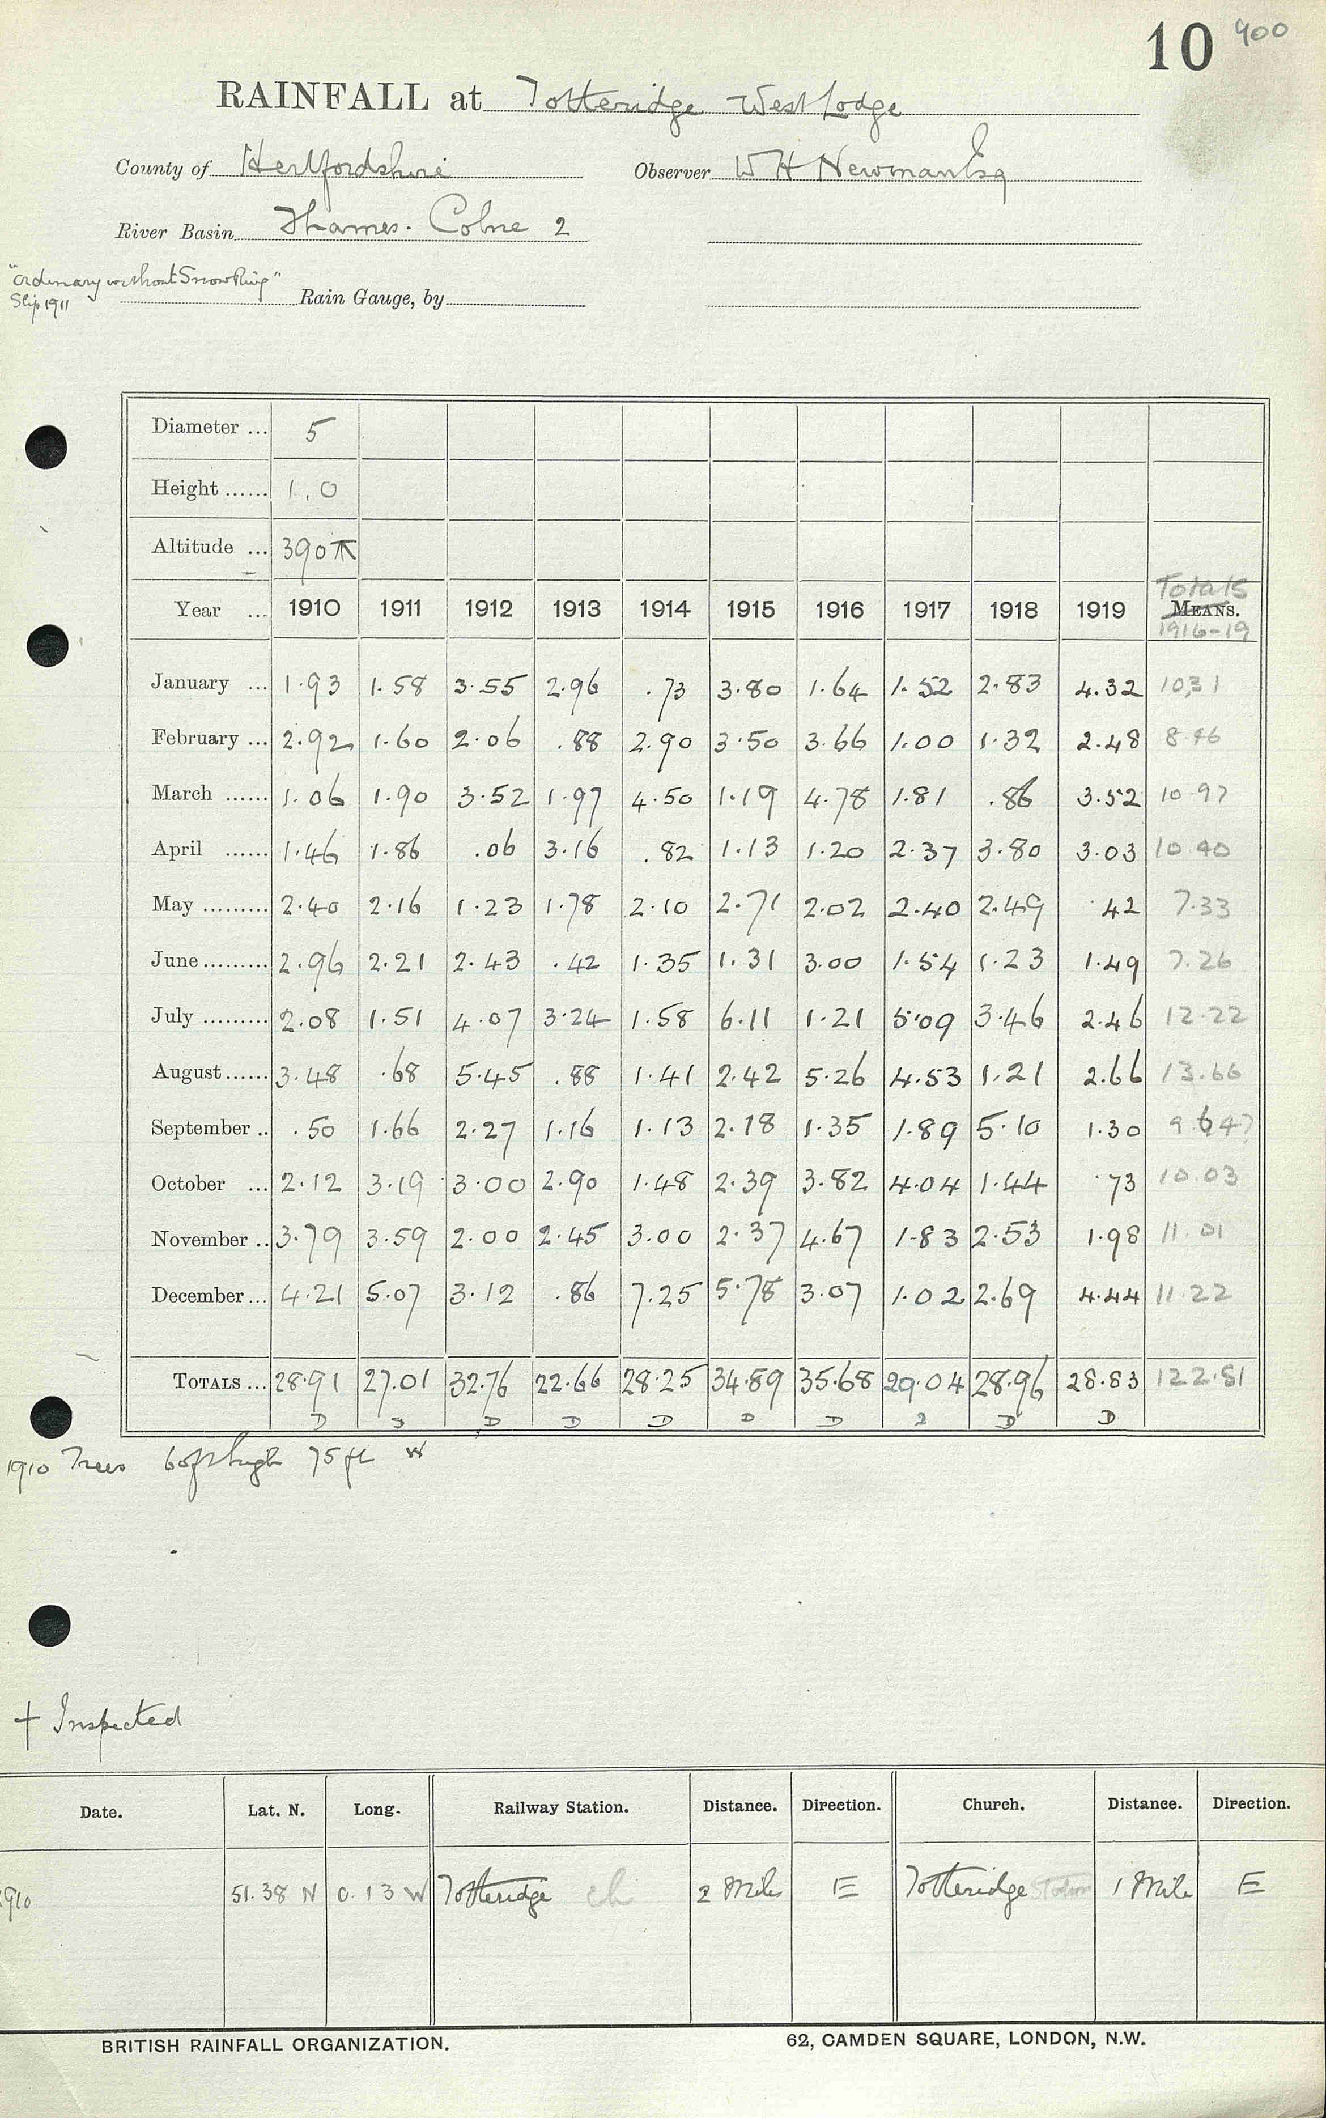 10 900
RAINFALL at Totteridge West Lodge
County of Hertfordshire Observer W H Newman Esq
River Basin Thames. Colne 2
"ordinary without Snow Ring"
Slip 1911
Rain Gauge, by
Diameter ... 5
Height ...... 1.0
Altitude ... 390
Totals
Year ... 1910 1911 1912 1913 1914 1915 1916 1917 1918 1919 MEANS.
1916-19
January ... 1.93 1.58 3.55 2.96 .73 3.80 1.64 1.52 2.83 4.32 10.31
February ... 2.92 1.60 2.06 .88 2.90 3.50 3.66 1.00 1.32 2.48 8.46
March ...... 1.06 1.90 3.52 1.97 4.50 1.19 4.78 1.81 .86 3.52 10.97
April ...... 1.46 1.86 .06 3.16 .82 1.13 1.20 2.37 3.80 3.03 10.40
May ......... 2.40 2.16 1.23 1.78 2.10 2.71 2.02 2.40 2.49 .42 7.33
June ......... 2.96 2.21 2.43 .42 1.35 1.31 3.00 1.54 1.23 1.49 7.26
July ......... 2.08 1.51 4.07 3.24 1.58 6.11 1.21 5.09 3.46 2.46 12.22
August ...... 3.48 .68 5.45 .88 1.41 2.42 5.26 4.53 1.21 2.66 13.66
September .. .50 1.66 2.27 1.16 1.13 2.18 1.35 1.89 5.10 1.30 9.64
October ... 2.12 3.19 3.00 2.90 1.48 2.39 3.82 4.04 1.44 .73 10.03
November .. 3.79 3.59 2.00 2.45 3.00 2.37 4.67 1.83 2.53 1.98 11.01
December ... 4.21 5.07 3.12 .86 7.25 5.78 3.07 1.02 2.69 4.44 11.22
TOTALS ... 28.91 27.01 32.76 22.66 28.25 34.89 35.68 29.04 28.96 28.83 122.51
D D D D D D D D D
1910 Trees 60 ft high 75 ft W
+ Inspected
Date. Lat. N. Long. Railway Station. Distance. Direction. Church. Distance. Direction.
1910 51.38 N 0.13 W Totteridge ch 2 Miles E Totteridge Station 1 Mile E
BRITISH RAINFALL ORGANIZATION. 62, CAMDEN SQUARE, LONDON, N.W.